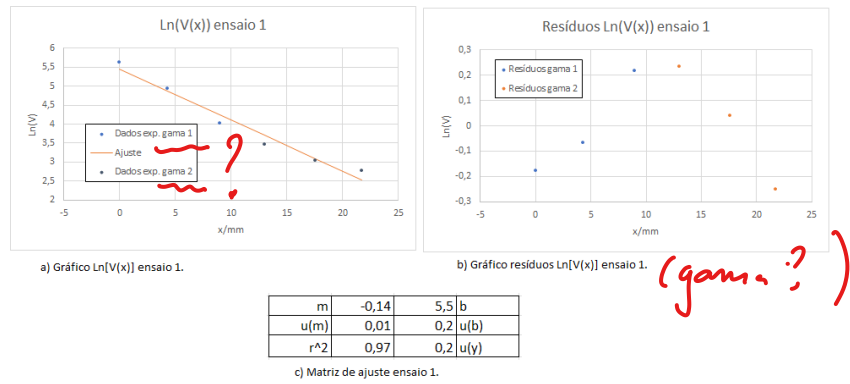 Ln(V(x)) ensaio 1
6
5,5
5
4,5
4
3,5
3
2,5
2
Ln(V)
Dados exp. gama 1
Ajuste
Dados exp. gama 2
?
-5 0 5 10 15 20 25
x/mm
a) Gráfico Ln[V(x)] ensaio 1.
Resíduos Ln(V(x)) ensaio 1
0,3
0,2
0,1
0
-0,1
-0,2
-0,3
Ln(V)
Resíduos gama 1
Resíduos gama 2
-5 0 5 10 15 20 25
x/mm
b) Gráfico resíduos Ln[V(x)] ensaio 1.
(gama?)
m -0,14 5,5 b
u(m) 0,01 0,2 u(b)
r^2 0,97 0,2 u(y)
c) Matriz de ajuste ensaio 1.